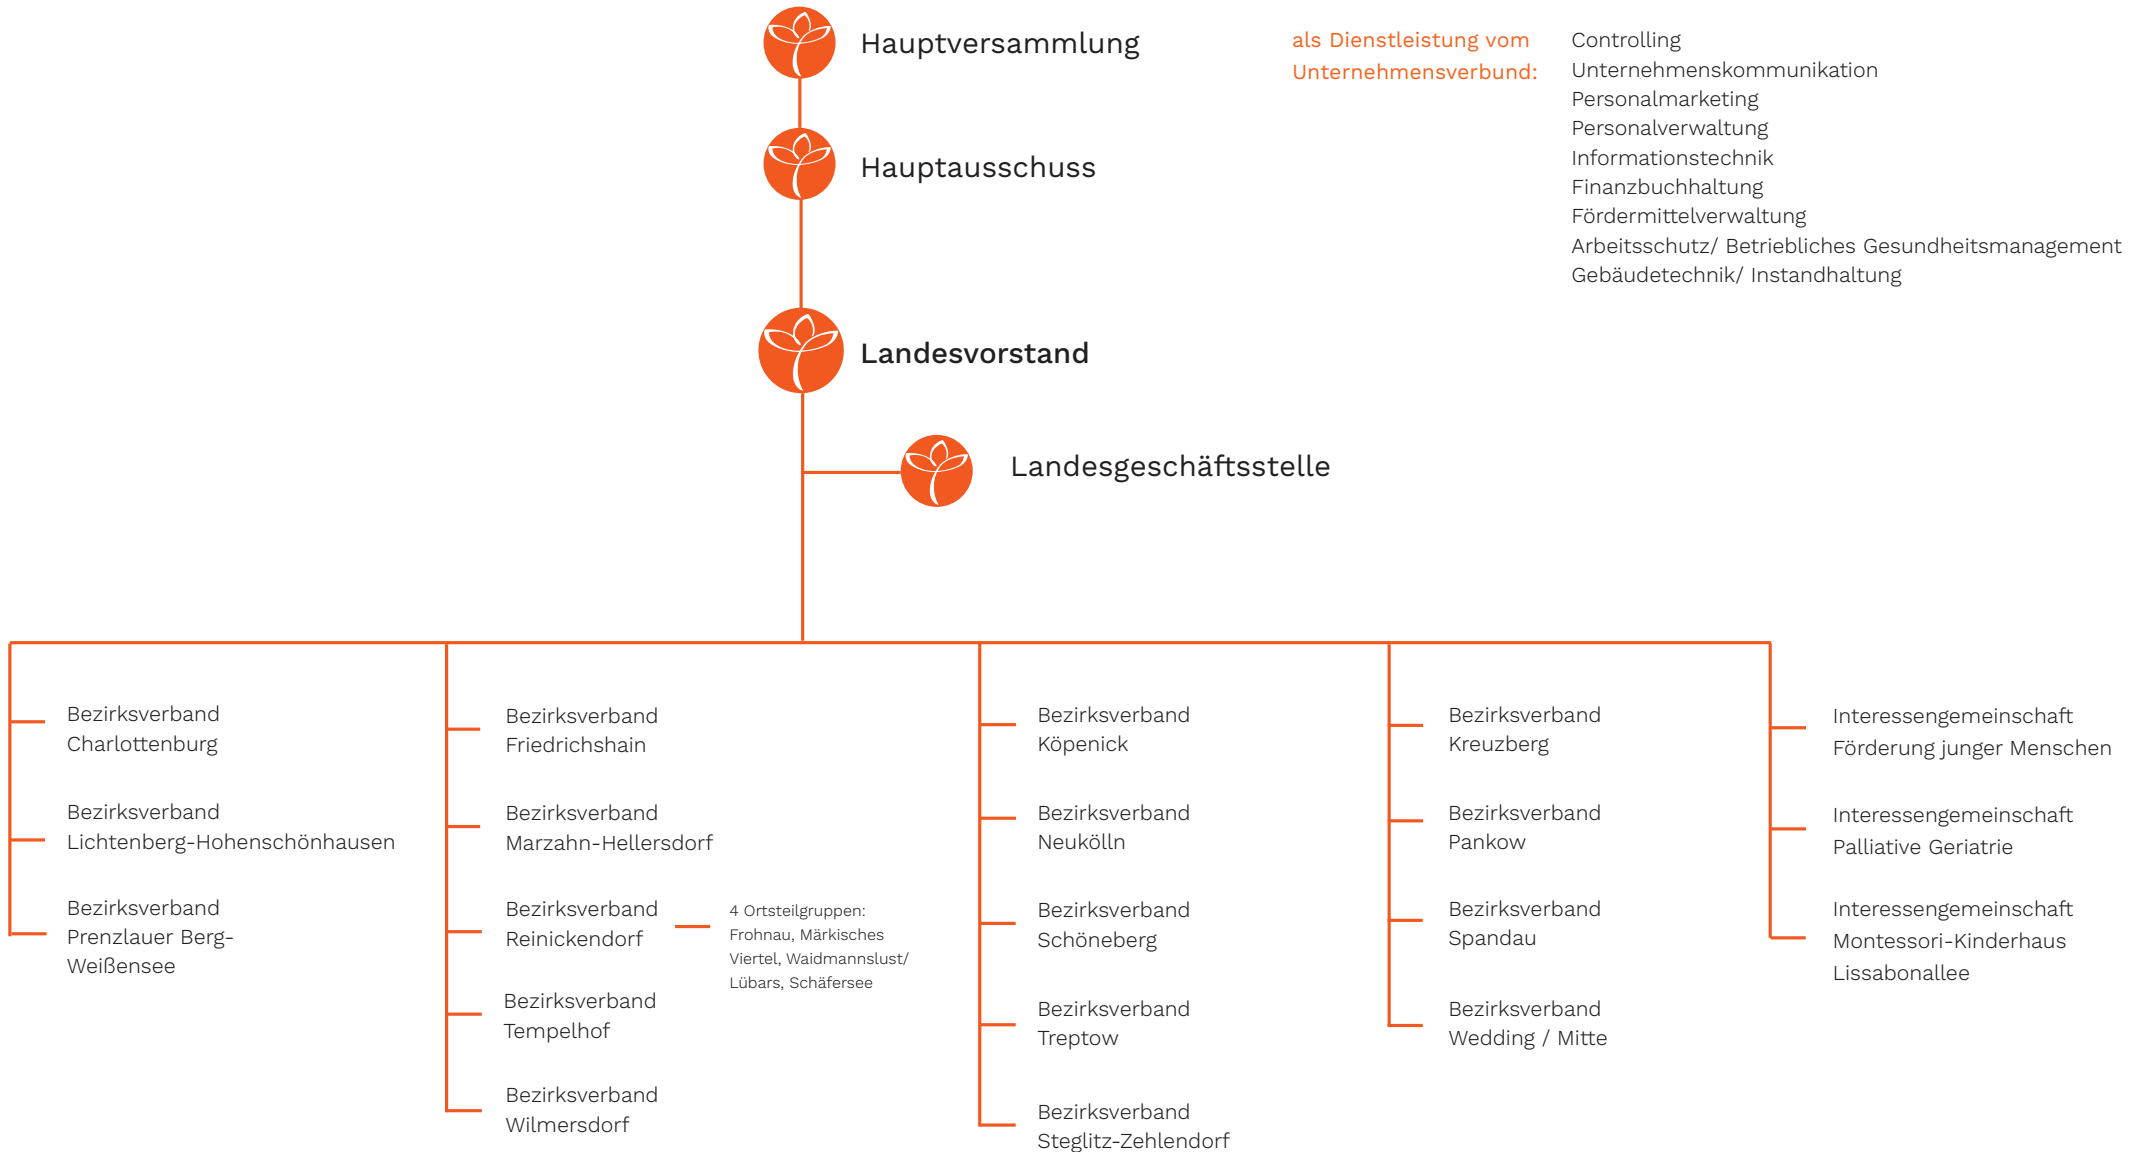 Hauptversammlung
Hauptausschuss
Landesvorstand
Landesgeschäftsstelle
als Dienstleistung vom
Unternehmensverbund:
Controlling
Unternehmenskommunikation
Personalmarketing
Personalverwaltung
Informationstechnik
Finanzbuchhaltung
Fördermittelverwaltung
Arbeitsschutz/ Betriebliches Gesundheitsmanagement
Gebäudetechnik/ Instandhaltung
Bezirksverband
Charlottenburg
Bezirksverband
Lichtenberg-Hohenschönhausen
Bezirksverband
Prenzlauer Berg-
Weißensee
Bezirksverband
Friedrichshain
Bezirksverband
Marzahn-Hellersdorf
Bezirksverband
Reinickendorf
4 Ortsteilgruppen:
Frohnau, Märkisches
Viertel, Waidmannslust/
Lübars, Schäfersee
Bezirksverband
Tempelhof
Bezirksverband
Wilmersdorf
Bezirksverband
Köpenick
Bezirksverband
Neukölln
Bezirksverband
Schöneberg
Bezirksverband
Treptow
Bezirksverband
Steglitz-Zehlendorf
Bezirksverband
Kreuzberg
Bezirksverband
Pankow
Bezirksverband
Spandau
Bezirksverband
Wedding / Mitte
Interessengemeinschaft
Förderung junger Menschen
Interessengemeinschaft
Palliative Geriatrie
Interessengemeinschaft
Montessori-Kinderhaus
Lissabonallee